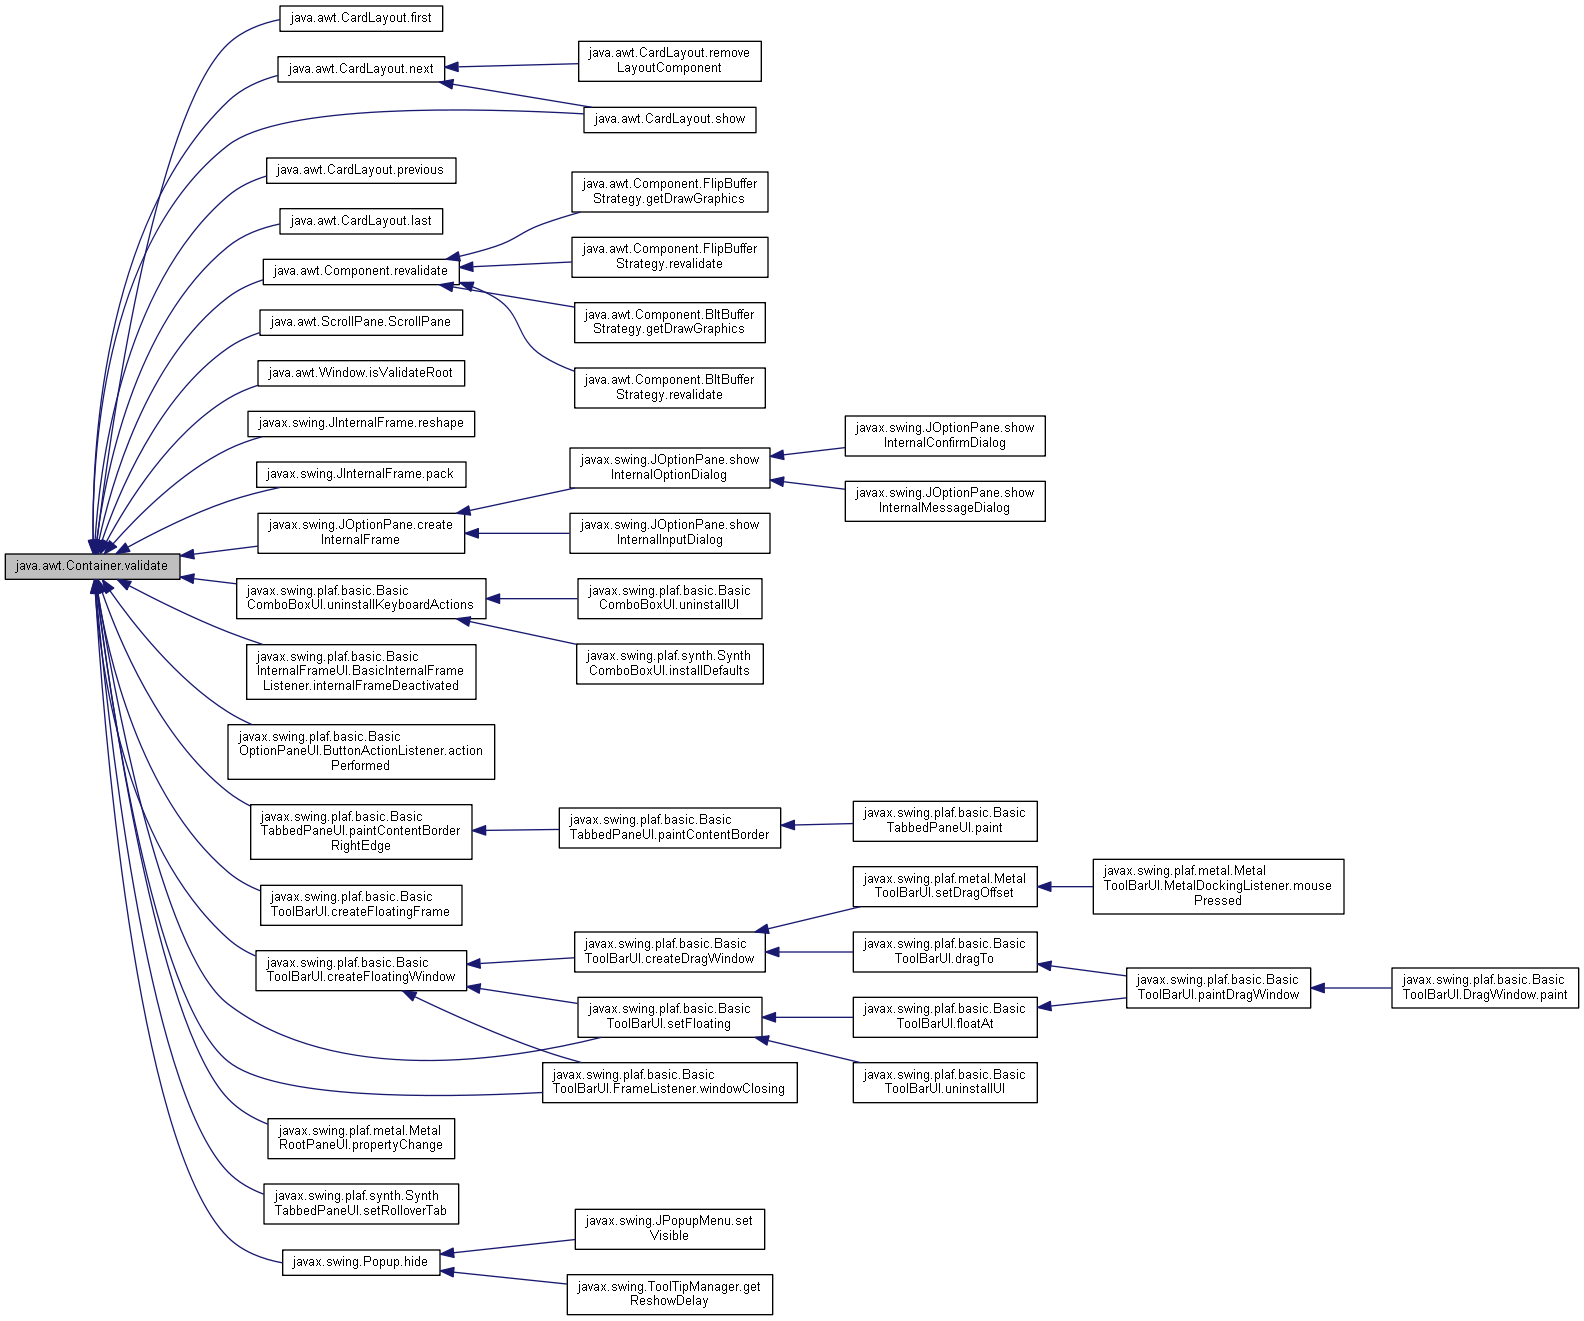 java.awt.CardLayout.first
java.awt.CardLayout.next
java.awt.CardLayout.remove
LayoutComponent
java.awt.CardLayout.show
java.awt.CardLayout.previous
java.awt.CardLayout.last
java.awt.Component.revalidate
java.awt.Component.FlipBuffer
Strategy.getDrawGraphics
java.awt.Component.FlipBuffer
Strategy.revalidate
java.awt.Component.BltBuffer
Strategy.getDrawGraphics
java.awt.Component.BltBuffer
Strategy.revalidate
java.awt.ScrollPane.ScrollPane
java.awt.Window.isValidateRoot
javax.swing.JInternalFrame.reshape
javax.swing.JInternalFrame.pack
javax.swing.JOptionPane.create
InternalFrame
javax.swing.JOptionPane.show
InternalOptionDialog
javax.swing.JOptionPane.show
InternalInputDialog
javax.swing.JOptionPane.show
InternalConfirmDialog
javax.swing.JOptionPane.show
InternalMessageDialog
java.awt.Container.validate
javax.swing.plaf.basic.Basic
ComboBoxUI.uninstallKeyboardActions
javax.swing.plaf.basic.Basic
ComboBoxUI.uninstallUI
javax.swing.plaf.synth.Synth
ComboBoxUI.installDefaults
javax.swing.plaf.basic.Basic
InternalFrameUI.BasicInternalFrame
Listener.internalFrameDeactivated
javax.swing.plaf.basic.Basic
OptionPaneUI.ButtonActionListener.action
Performed
javax.swing.plaf.basic.Basic
TabbedPaneUI.paintContentBorder
RightEdge
javax.swing.plaf.basic.Basic
TabbedPaneUI.paintContentBorder
javax.swing.plaf.basic.Basic
TabbedPaneUI.paint
javax.swing.plaf.basic.Basic
ToolBarUI.createFloatingFrame
javax.swing.plaf.basic.Basic
ToolBarUI.createFloatingWindow
javax.swing.plaf.basic.Basic
ToolBarUI.createDragWindow
javax.swing.plaf.metal.Metal
ToolBarUI.setDragOffset
javax.swing.plaf.metal.Metal
ToolBarUI.MetalDockingListener.mouse
Pressed
javax.swing.plaf.basic.Basic
ToolBarUI.dragTo
javax.swing.plaf.basic.Basic
ToolBarUI.setFloating
javax.swing.plaf.basic.Basic
ToolBarUI.floatAt
javax.swing.plaf.basic.Basic
ToolBarUI.paintDragWindow
javax.swing.plaf.basic.Basic
ToolBarUI.DragWindow.paint
javax.swing.plaf.basic.Basic
ToolBarUI.FrameListener.windowClosing
javax.swing.plaf.basic.Basic
ToolBarUI.uninstallUI
javax.swing.plaf.metal.Metal
RootPaneUI.propertyChange
javax.swing.plaf.synth.Synth
TabbedPaneUI.setRolloverTab
javax.swing.Popup.hide
javax.swing.JPopupMenu.set
Visible
javax.swing.ToolTipManager.get
ReshowDelay